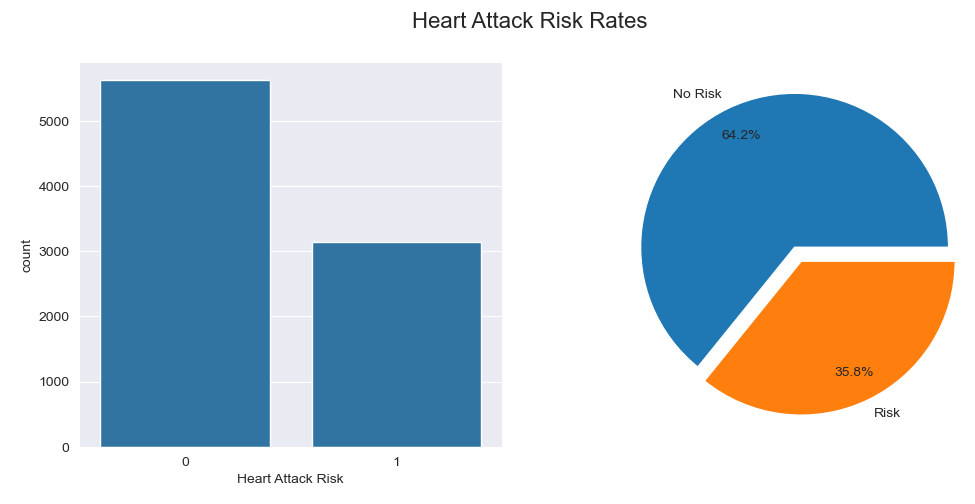 Heart Attack Risk Rates
5000
4000
3000
2000
1000
0
count
0
1
Heart Attack Risk
No Risk
64.2%
35.8%
Risk